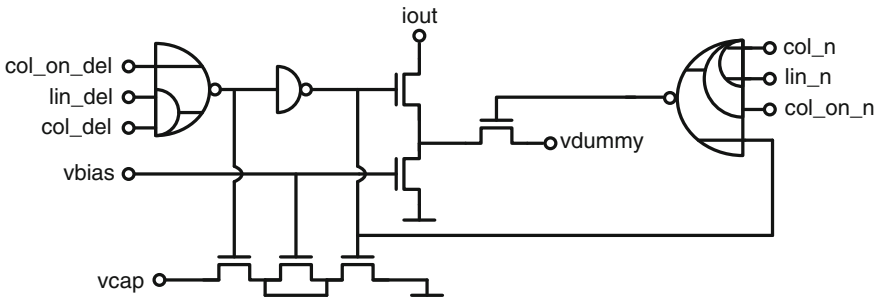 iout
col_on_del
lin_del
col_del
vbias
vcap
vdummy
col_n
lin_n
col_on_n